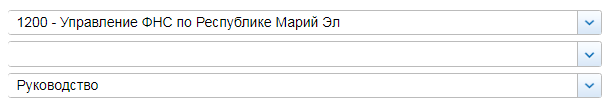 1200 - Управление ФНС по Республике Марий Эл
Руководство